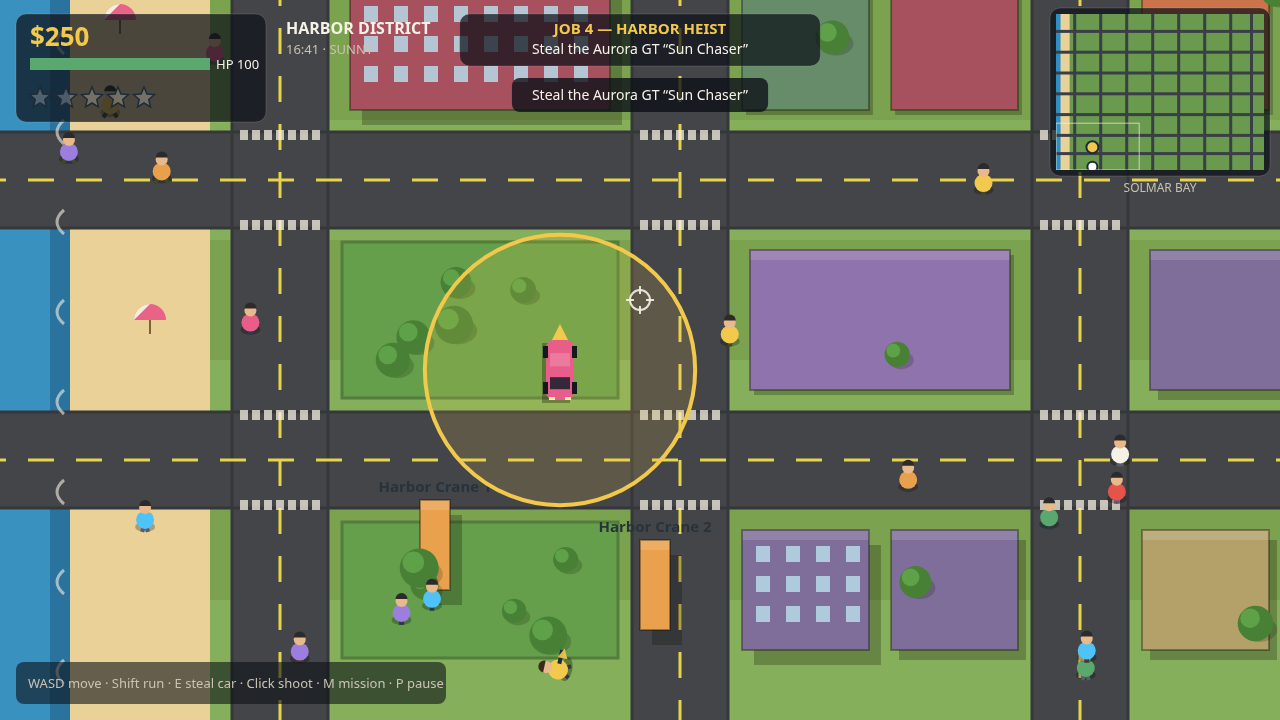 $250
HP 100
HARBOR DISTRICT
16:41 · SUNNY
JOB 4 — HARBOR HEIST
Steal the Aurora GT “Sun Chaser”
Steal the Aurora GT “Sun Chaser”
SOLMAR BAY
Harbor Crane 1
Harbor Crane 2
WASD move · Shift run · E steal car · Click shoot · M mission · P pause